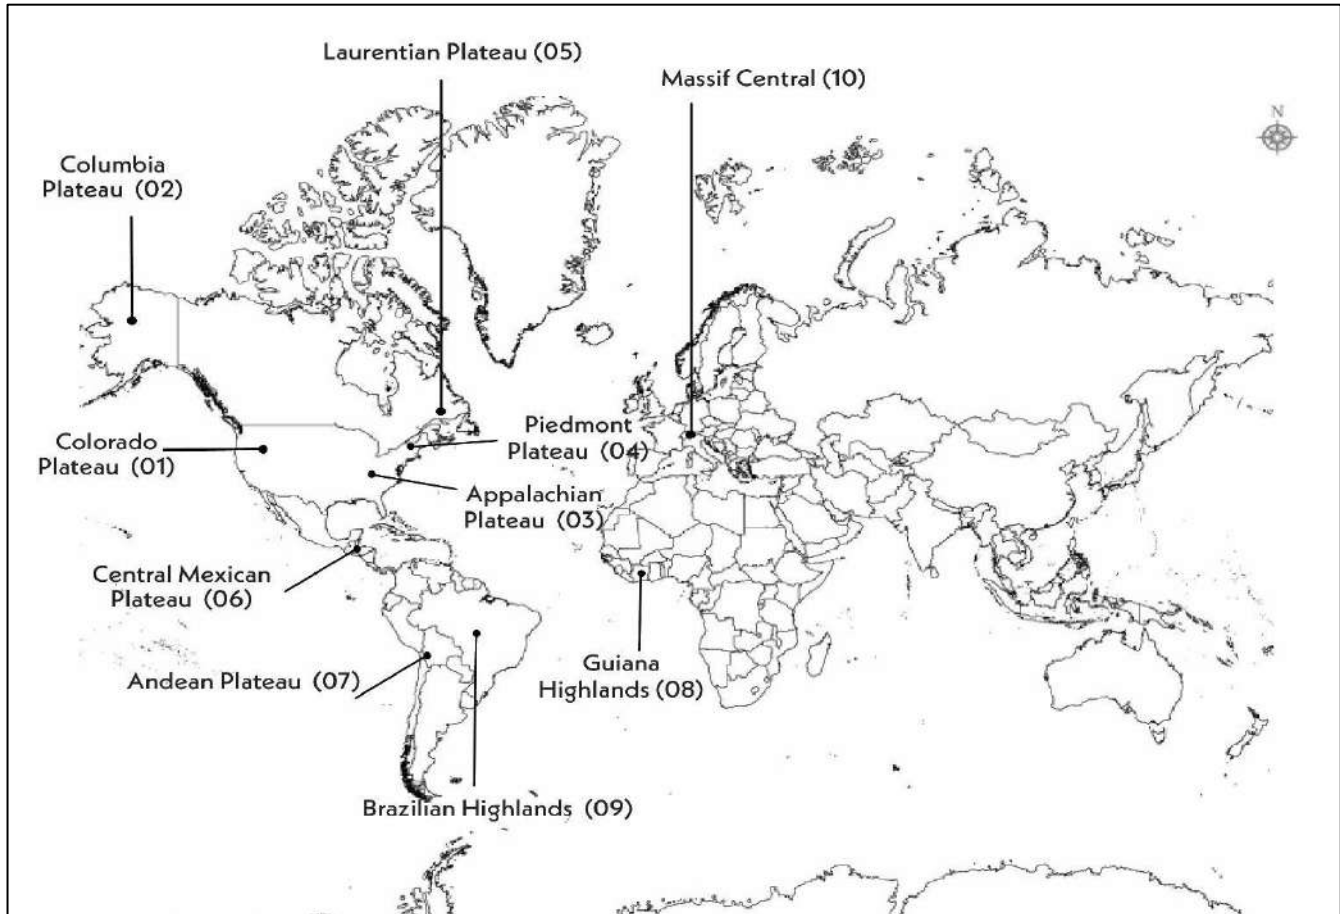 Laurentian Plateau (05)
Massif Central (10)
N
Columbia
Plateau (02)
Colorado
Plateau (01)
Piedmont
Plateau (04)
Appalachian
Plateau (03)
Central Mexican
Plateau (06)
Andean Plateau (07)
Guiana
Highlands (08)
Brazilian Highlands (09)